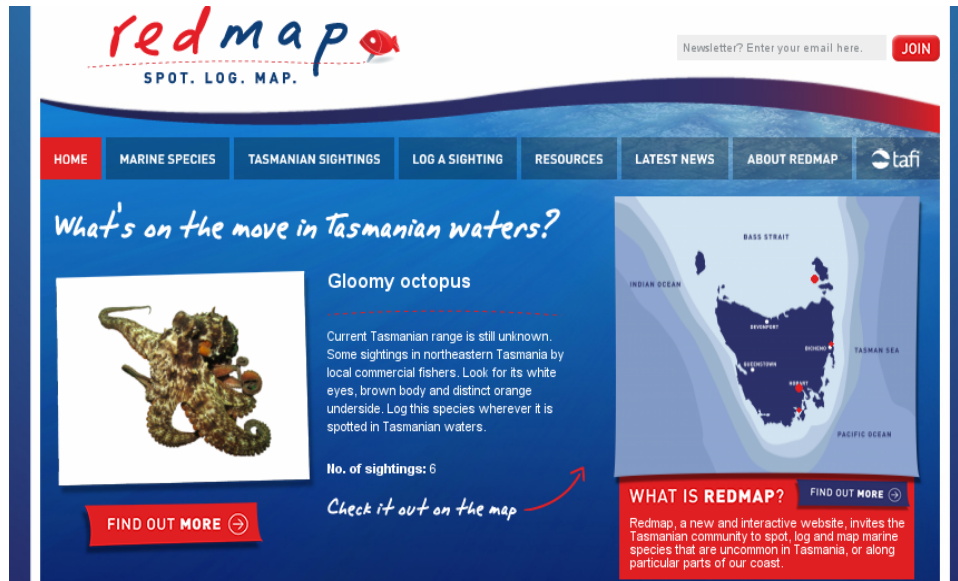 redmap
SPOT. LOG. MAP.
Newsletter? Enter your email here.
JOIN
HOME
MARINE SPECIES
TASMANIAN SIGHTINGS
LOG A SIGHTING
RESOURCES
LATEST NEWS
ABOUT REDMAP
tafi
What's on the move in Tasmanian waters?
Gloomy octopus
Current Tasmanian range is still unknown.
Some sightings in northeastern Tasmania by
local commercial fishers. Look for its white
eyes, brown body and distinct orange
underside. Log this species wherever it is
spotted in Tasmanian waters.
No. of sightings: 6
Check it out on the map
FIND OUT MORE
BASS STRAIT
INDIAN OCEAN
DEVONPORT
BICHENO
TASMAN SEA
QUEENSTOWN
HOBART
PACIFIC OCEAN
WHAT IS REDMAP?
FIND OUT MORE
Redmap, a new and interactive website, invites the
Tasmanian community to spot, log and map marine
species that are uncommon in Tasmania, or along
particular parts of our coast.